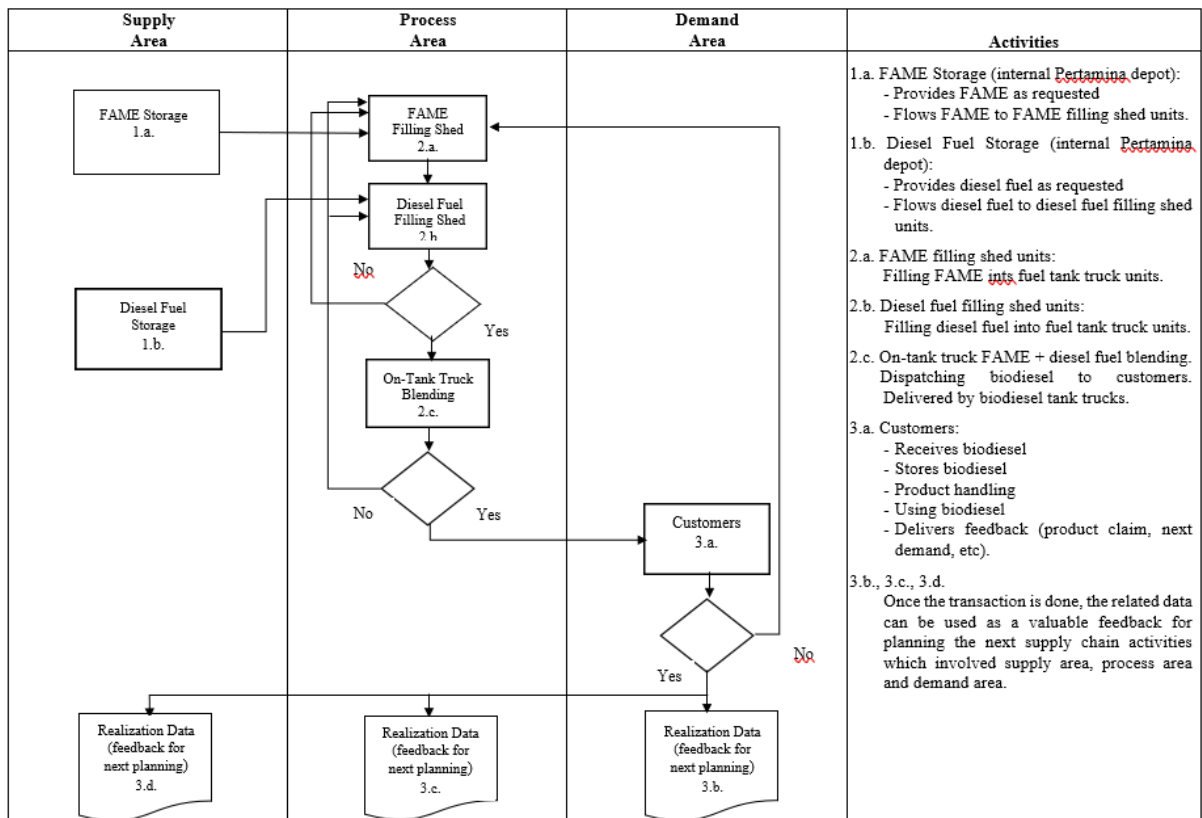 Supply
Area
Process
Area
Demand
Area
Activities
FAME Storage
1.a.
Diesel Fuel
Storage
1.b.
FAME
Filling Shed
2.a.
Diesel Fuel
Filling Shed
2.b
No
Yes
On-Tank Truck
Blending
2.c.
No
Yes
Customers
3.a.
No
Yes
Realization Data
(feedback for
next planning)
3.d.
Realization Data
(feedback for
next planning)
3.c.
Realization Data
(feedback for
next planning)
3.b.
1.a. FAME Storage (internal Pertamina depot):
- Provides FAME as requested
- Flows FAME to FAME filling shed units.
1.b. Diesel Fuel Storage (internal Pertamina
depot):
- Provides diesel fuel as requested
- Flows diesel fuel to diesel fuel filling shed
units.
2.a. FAME filling shed units:
Filling FAME ints fuel tank truck units.
2.b. Diesel fuel filling shed units:
Filling diesel fuel into fuel tank truck units.
2.c. On-tank truck FAME + diesel fuel blending.
Dispatching biodiesel to customers.
Delivered by biodiesel tank trucks.
3.a. Customers:
- Receives biodiesel
- Stores biodiesel
- Product handling
- Using biodiesel
- Delivers feedback (product claim, next
demand, etc).
3.b., 3.c., 3.d.
Once the transaction is done, the related data
can be used as a valuable feedback for
planning the next supply chain activities
which involved supply area, process area
and demand area.